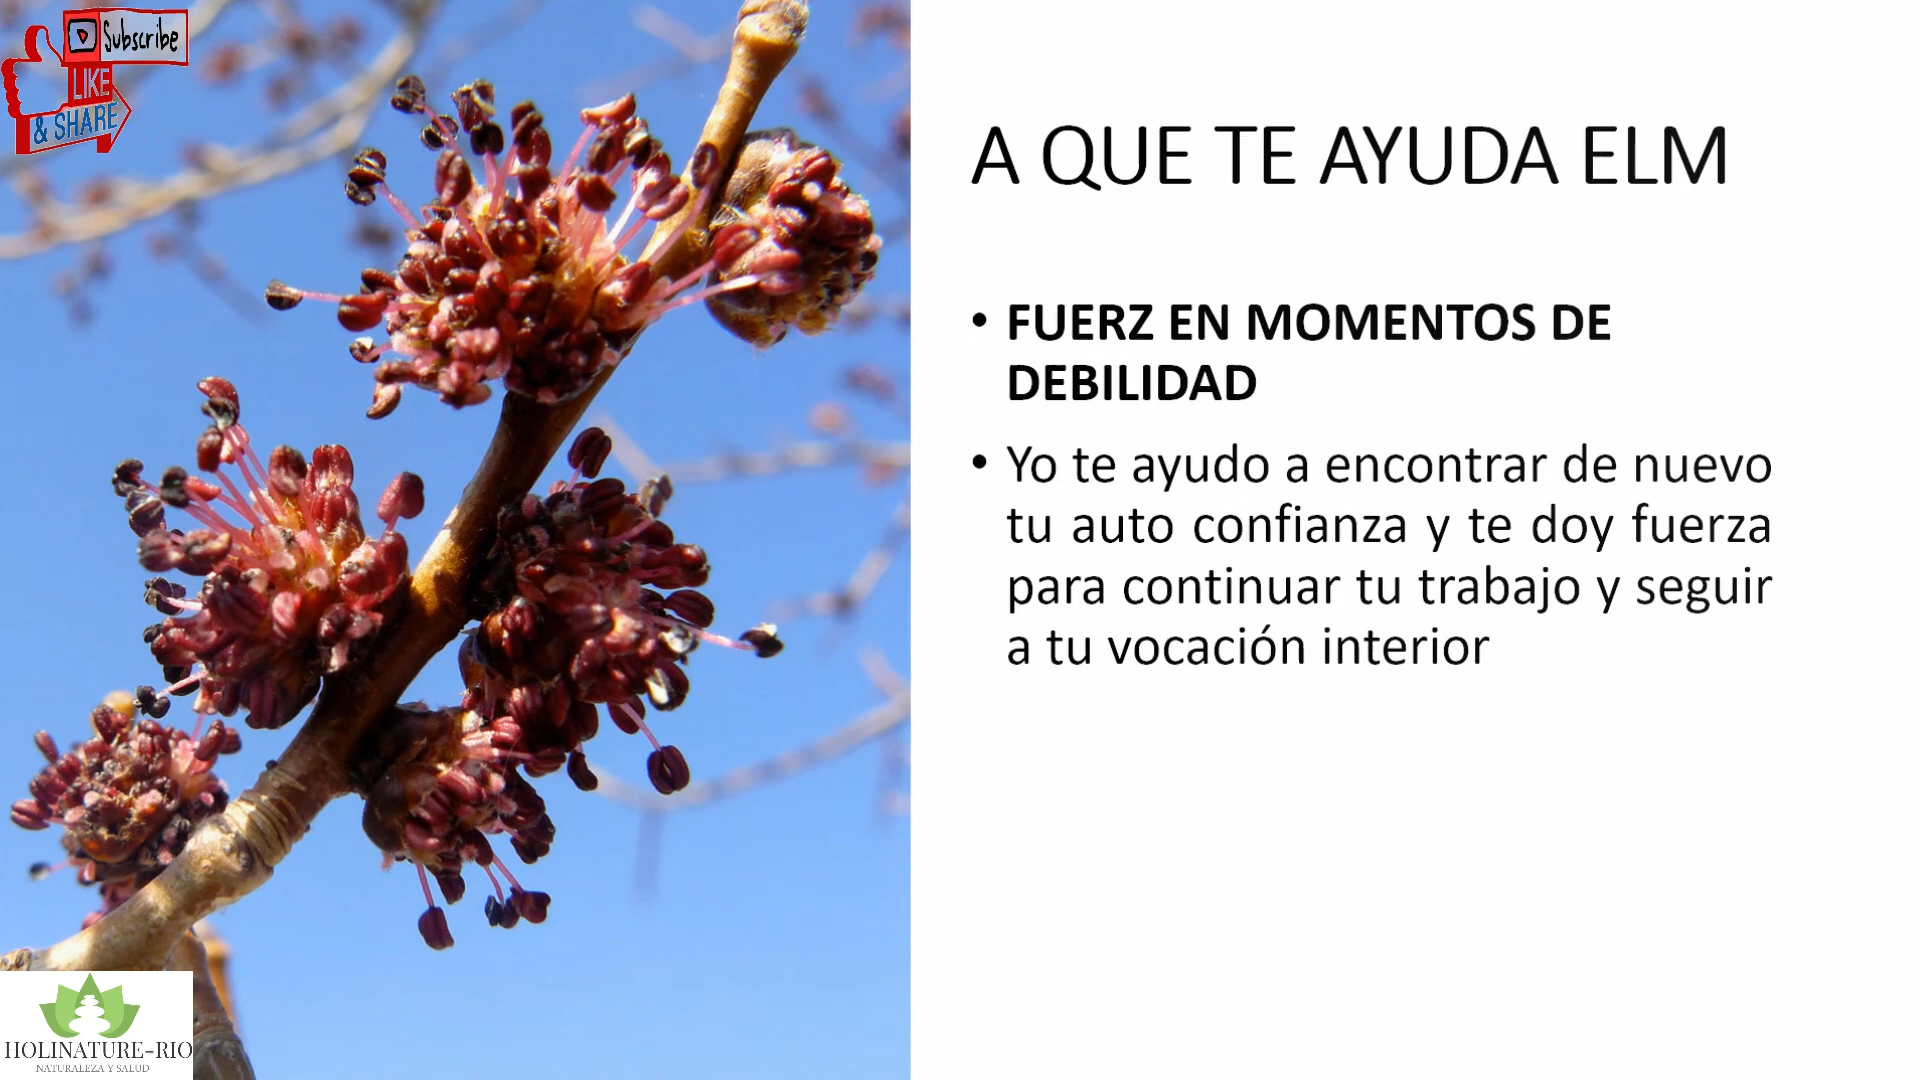 Subscribe
LIKE
& SHARE
A QUE TE AYUDA ELM
• FUERZ EN MOMENTOS DE
DEBILIDAD
• Yo te ayudo a encontrar de nuevo
tu auto confianza y te doy fuerza
para continuar tu trabajo y seguir
a tu vocación interior
HOLINATURE-RIO
NATURALEZA Y SALUD